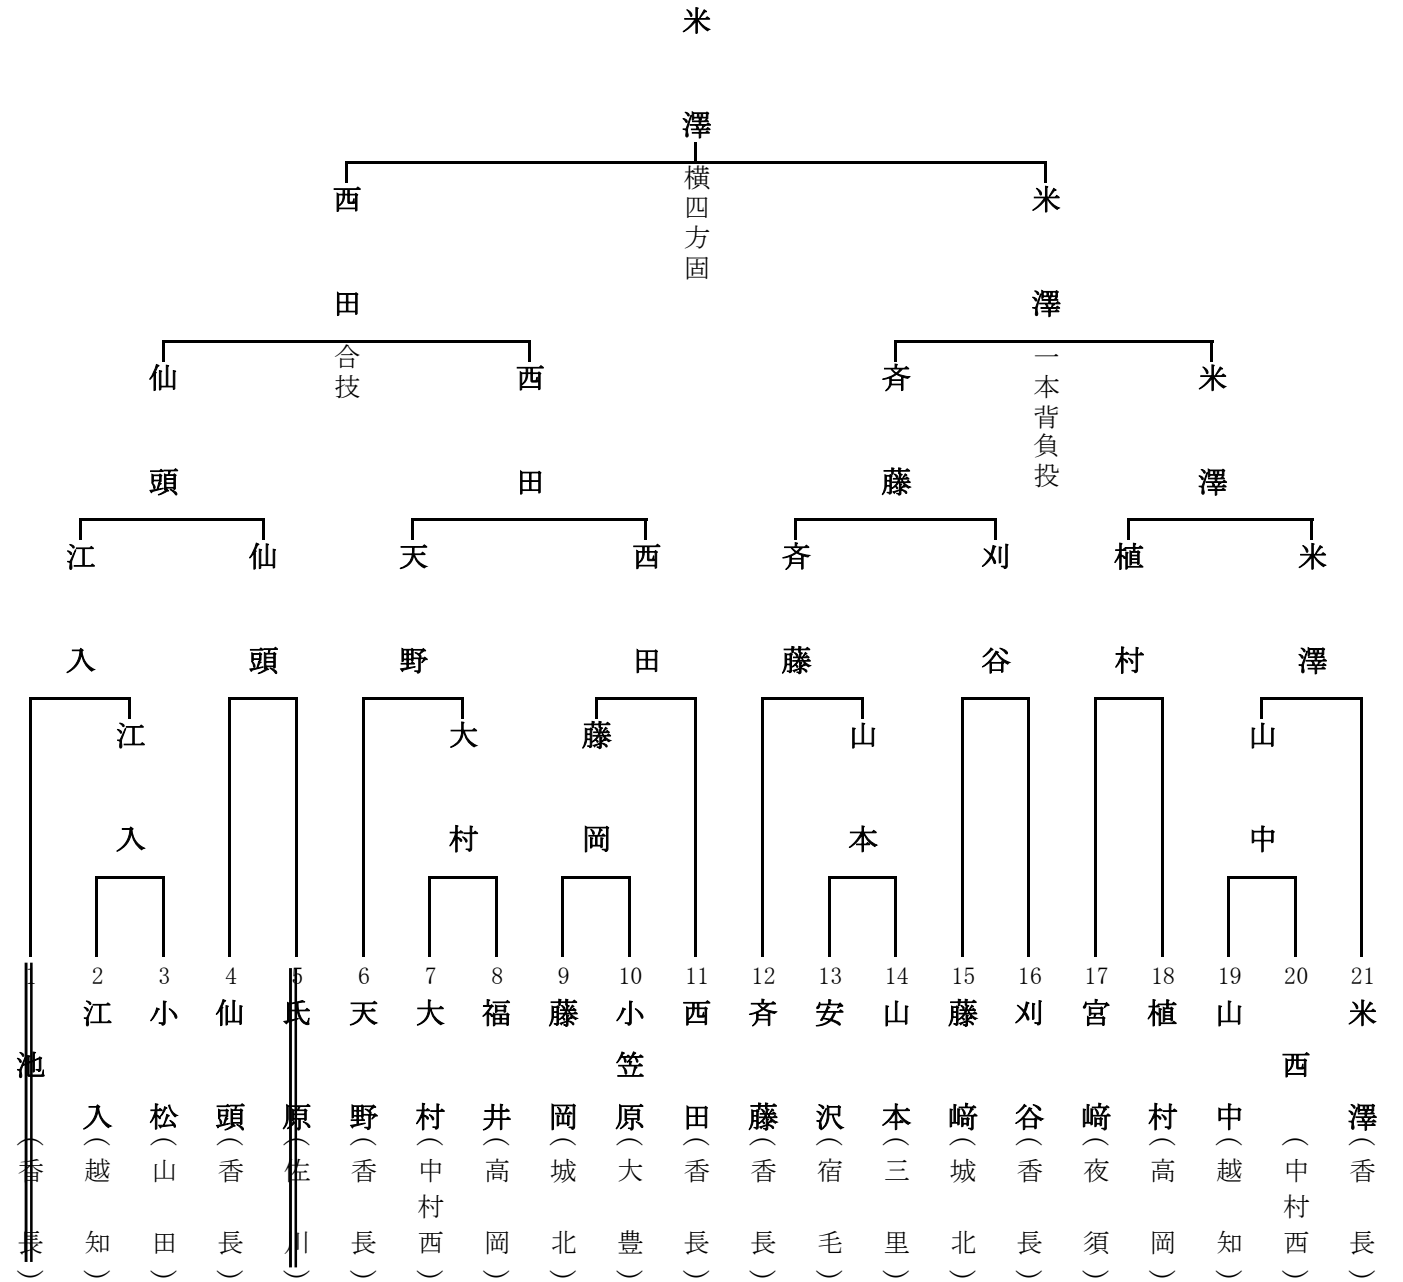 米澤
横四方固
西田
米澤
合技
一本背負投
仙頭
西田
斉藤
米澤
江入
仙頭
天野
西田
斉藤
刈谷
植村
米澤
江入
大村
藤岡
山本
山中
1 池（香長）
2 江入（越知）
3 小松（山田）
4 仙頭（香長）
5 氏原（佐川）
6 天野（香長）
7 大村（中村西）
8 福井（高岡）
9 藤岡（城北）
10 小笠原（大豊）
11 西田（香長）
12 斉藤（香長）
13 安沢（宿毛）
14 山本（三里）
15 藤﨑（城北）
16 刈谷（香長）
17 宮﨑（夜須）
18 植村（高岡）
19 山中（越知）
20 西（中村西）
21 米澤（香長）